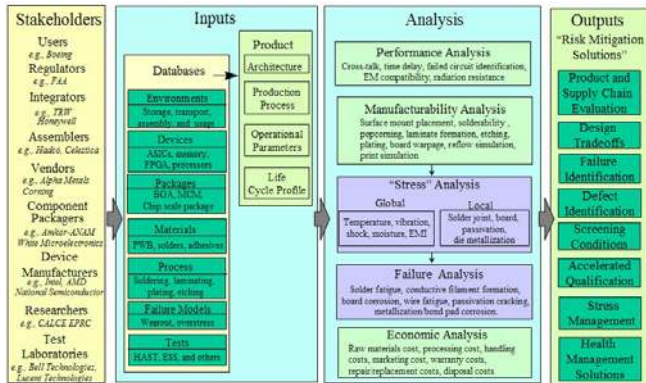 Stakeholders
Users
e.g., Boeing
Regulators
e.g., FAA
Integrators
e.g., TRW
Honeywell
Assemblers
e.g., Hadco, Celestica
Vendors
e.g., Alpha Metals
Corning
Component
Packagers
e.g., Amkor-ANAM
White Microelectronics
Device
Manufacturers
e.g., Intel, AMD
National Semiconductor
Researchers
e.g., CALCE EPRC
Test
Laboratories
e.g., Bell Technologies,
Lucent Technologies
Inputs
Databases
Environments
Storage, transport,
assembly, and usage
Devices
ASICs, memory,
FPGA, processors
Packages
BGA, MCM,
Chip scale package
Materials
PWB, solders, adhesives
Process
Soldering, laminating,
plating, etching
Failure Models
Wearout, overstress
Tests
HAST, ESS, and others
Product
Architecture
Production
Process
Operational
Parameters
Life
Cycle Profile
Analysis
Performance Analysis
Cross-talk, time delay, failed circuit identification,
EM compatibility, radiation resistance
Manufacturability Analysis
Surface mount placement, solderability,
popcorning, laminate formation, etching,
plating, board warpage, reflow simulation,
print simulation
"Stress" Analysis
Global
Temperature, vibration,
shock, moisture, EMI
Local
Solder joint, board,
passivation,
die metallization
Failure Analysis
Solder fatigue, conductive filament formation,
board corrosion, wire fatigue, passivation cracking,
metallization/bond pad corrosion.
Economic Analysis
Raw materials cost, processing cost, handling
costs, marketing cost, warranty costs,
repair/replacement costs, disposal costs
Outputs
"Risk Mitigation
Solutions"
Product and
Supply Chain
Evaluation
Design
Tradeoffs
Failure
Identification
Defect
Identification
Screening
Conditions
Accelerated
Qualification
Stress
Management
Health
Management
Solutions